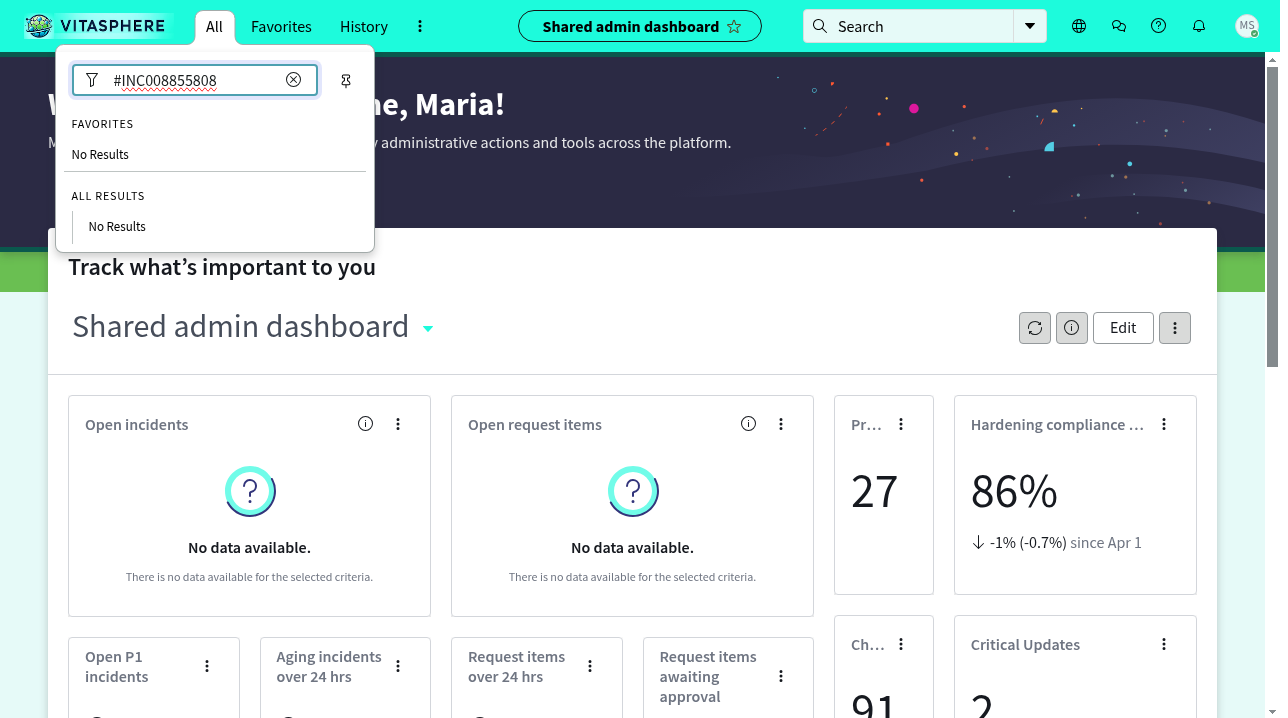 VITASPHERE
All
Favorites
History
Shared admin dashboard
Search
MS
#INC008855808
FAVORITES
No Results
ALL RESULTS
No Results
me, Maria!
administrative actions and tools across the platform.
Track what's important to you
Shared admin dashboard
Edit
Open incidents
No data available.
There is no data available for the selected criteria.
Open request items
No data available.
There is no data available for the selected criteria.
Pr...
27
Hardening compliance ...
86%
-1% (-0.7%) since Apr 1
Open P1
incidents
Aging incidents
over 24 hrs
Request items
over 24 hrs
Request items
awaiting
approval
Ch...
91
Critical Updates
2